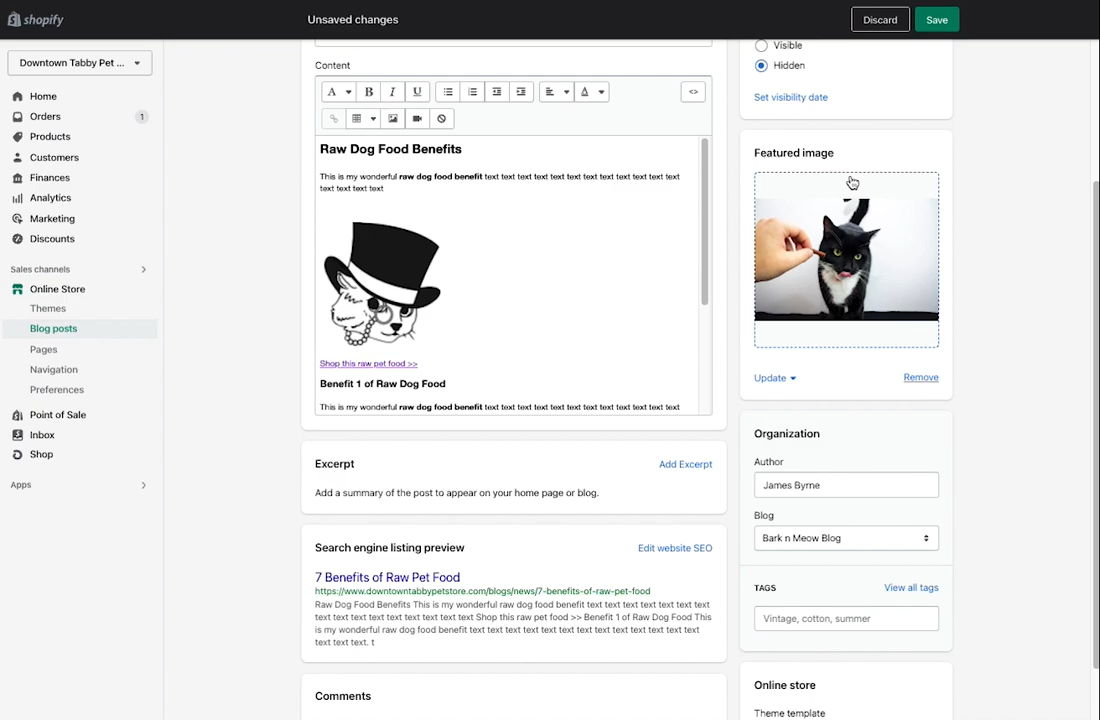 shopify
Unsaved changes
Discard
Save
Downtown Tabby Pet ...
Home
Orders
1
Products
Customers
Finances
Analytics
Marketing
Discounts
Sales channels
Online Store
Themes
Blog posts
Pages
Navigation
Preferences
Point of Sale
Inbox
Shop
Apps
Content
A
B
I
U
A
<>
Raw Dog Food Benefits
This is my wonderful raw dog food benefit text text text text text text text text text text text text
text text text text
Shop this raw pet food >>
Benefit 1 of Raw Dog Food
This is my wonderful raw dog food benefit text text text text text text text text text text text text
Excerpt
Add Excerpt
Add a summary of the post to appear on your home page or blog.
Search engine listing preview
Edit website SEO
7 Benefits of Raw Pet Food
https://www.downtowntabbypetstore.com/blogs/news/7-benefits-of-raw-pet-food
Raw Dog Food Benefits This is my wonderful raw dog food benefit text text text text text text text
text text text text text text text text text Shop this raw pet food >> Benefit 1 of Raw Dog Food This
is my wonderful raw dog food benefit text text text text text text text text text text text text
text text text. t
Comments
Visible
Hidden
Set visibility date
Featured image
Update
Remove
Organization
Author
James Byrne
Blog
Bark n Meow Blog
TAGS
View all tags
Vintage, cotton, summer
Online store
Theme template